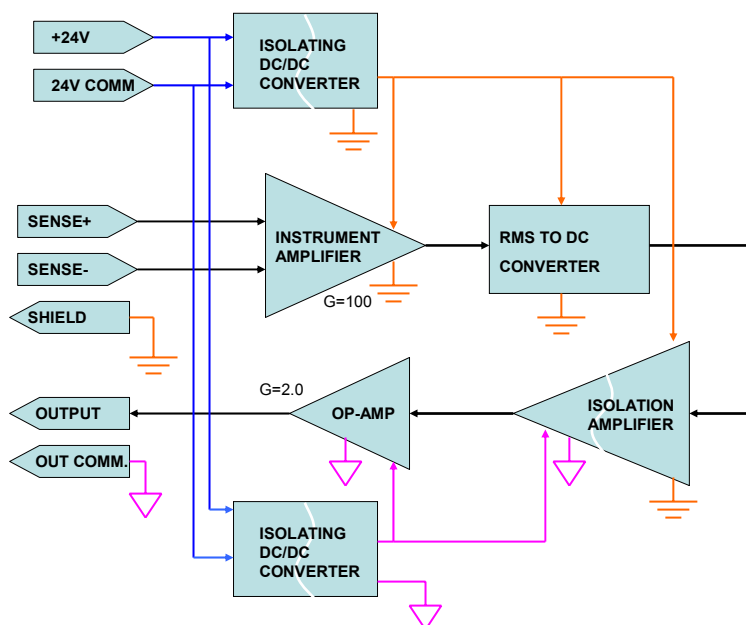 +24V
24V COMM
ISOLATING
DC/DC
CONVERTER
SENSE+
SENSE-
SHIELD
INSTRUMENT
AMPLIFIER
G=100
RMS TO DC
CONVERTER
OUTPUT
OUT COMM.
G=2.0
OP-AMP
ISOLATION
AMPLIFIER
ISOLATING
DC/DC
CONVERTER